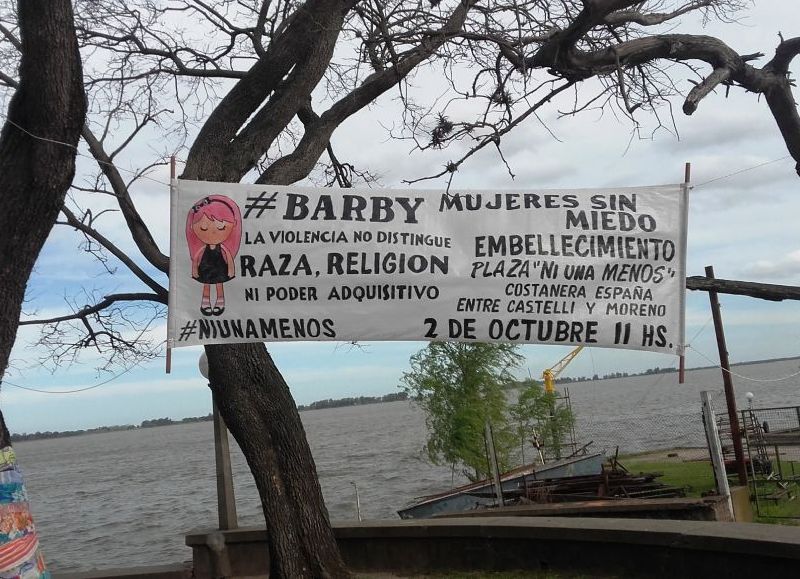 #BARBY
LA VIOLENCIA NO DISTINGUE
RAZA, RELIGION
NI PODER ADQUISITIVO
#NIUNAMENOS
MUJERES SIN
MIEDO
EMBELLECIMIENTO
PLAZA "NI UNA MENOS"
COSTANERA ESPAÑA
ENTRE CASTELLI Y MORENO
2 DE OCTUBRE 11 HS.